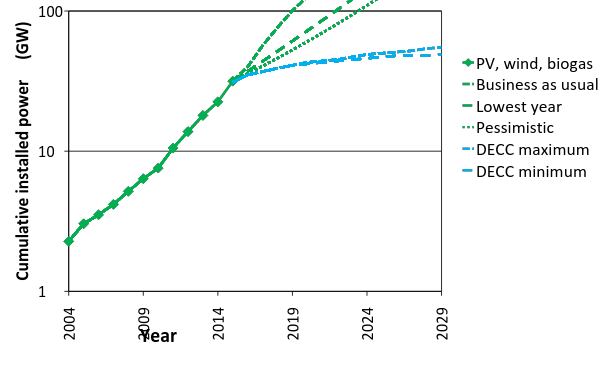 Cumulative installed power (GW)
100
10
1
2004
2009
2014
2019
2024
2029
Year
PV, wind, biogas
Business as usual
Lowest year
Pessimistic
DECC maximum
DECC minimum